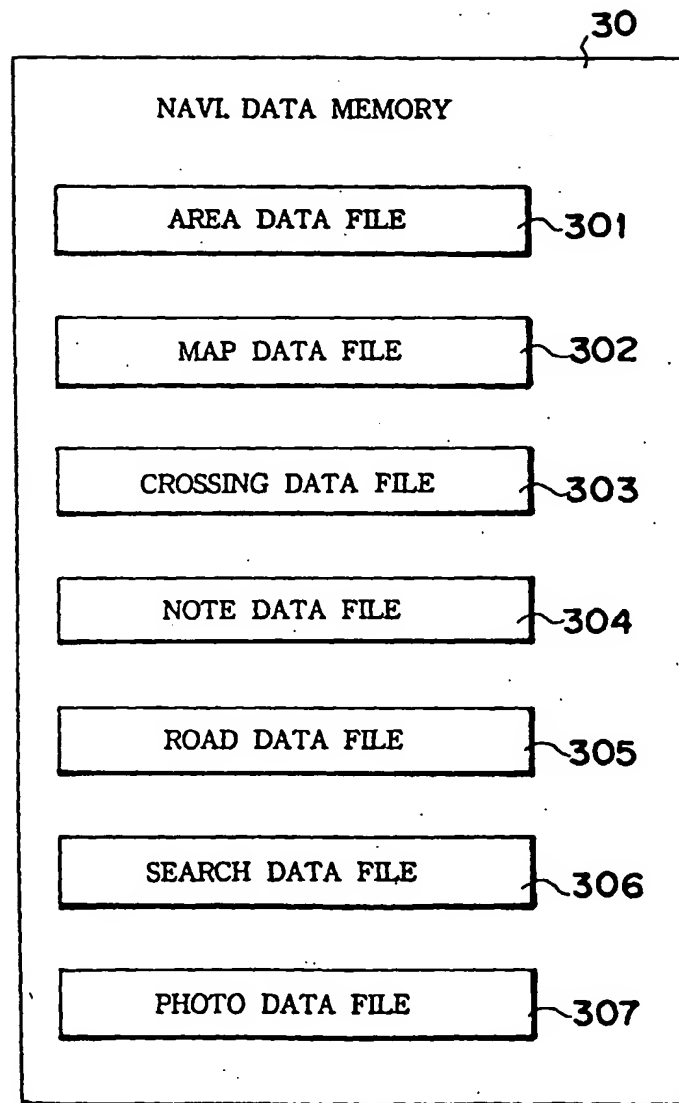 30
NAVI. DATA MEMORY
AREA DATA FILE 301
MAP DATA FILE 302
CROSSING DATA FILE 303
NOTE DATA FILE 304
ROAD DATA FILE 305
SEARCH DATA FILE 306
PHOTO DATA FILE 307